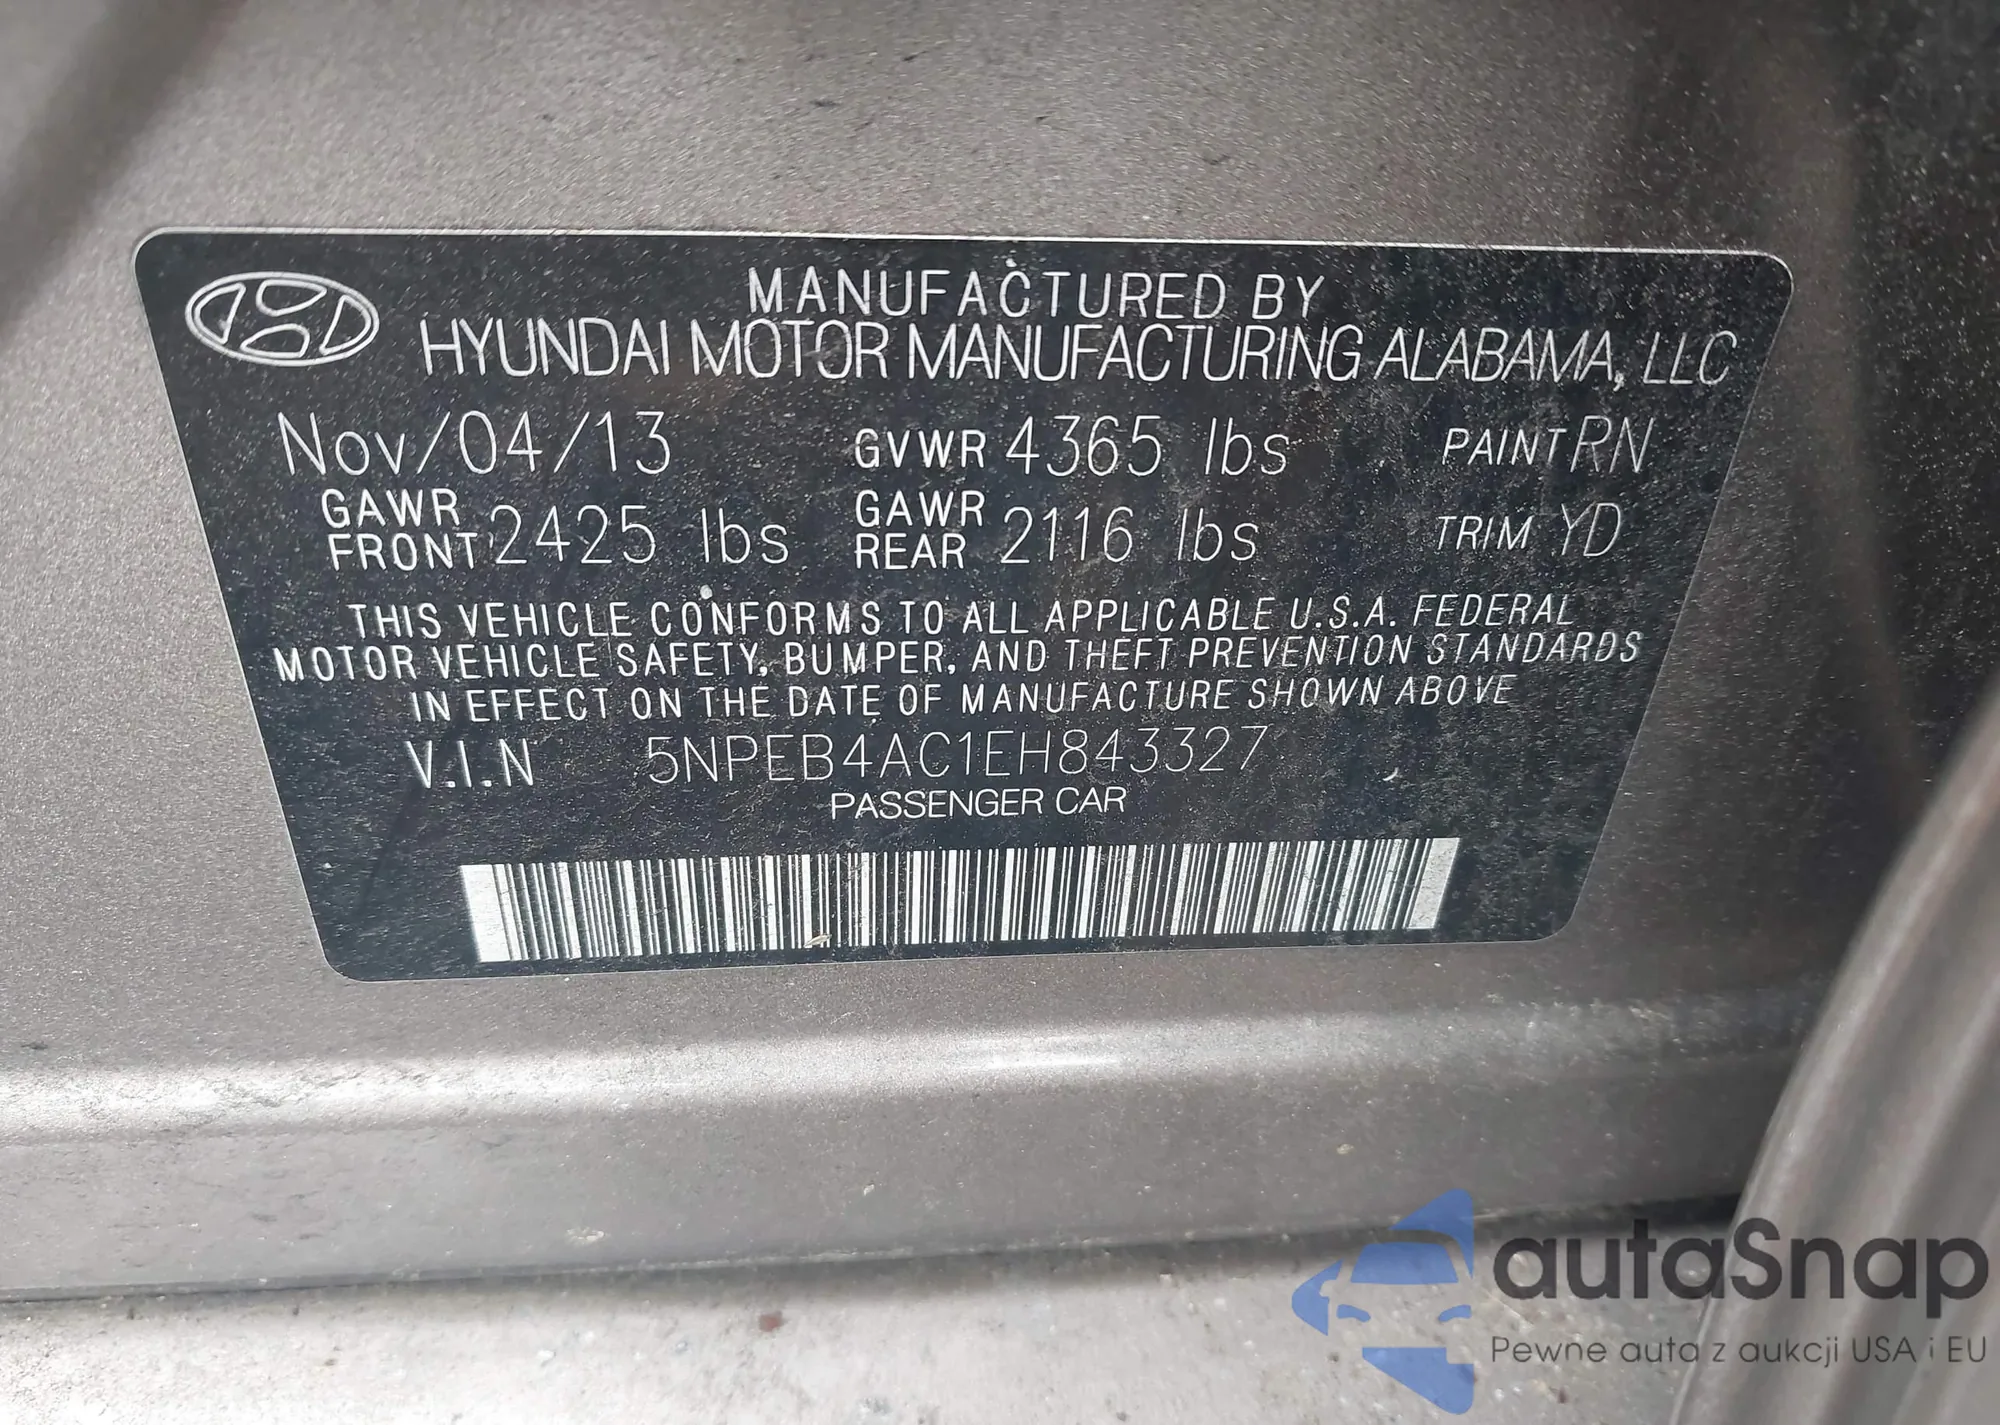 MANUFACTURED BY
HYUNDAI MOTOR MANUFACTURING ALABAMA, LLC
Nov/04/13 GVWR 4365 lbs PAINT RN
GAWR FRONT 2425 lbs GAWR REAR 2116 lbs TRIM YD
THIS VEHICLE CONFORMS TO ALL APPLICABLE U.S.A. FEDERAL
MOTOR VEHICLE SAFETY, BUMPER, AND THEFT PREVENTION STANDARDS
IN EFFECT ON THE DATE OF MANUFACTURE SHOWN ABOVE
V.I.N 5NPEB4AC1EH843327
PASSENGER CAR
autaSnap
Pewne auta z aukcji USA i EU